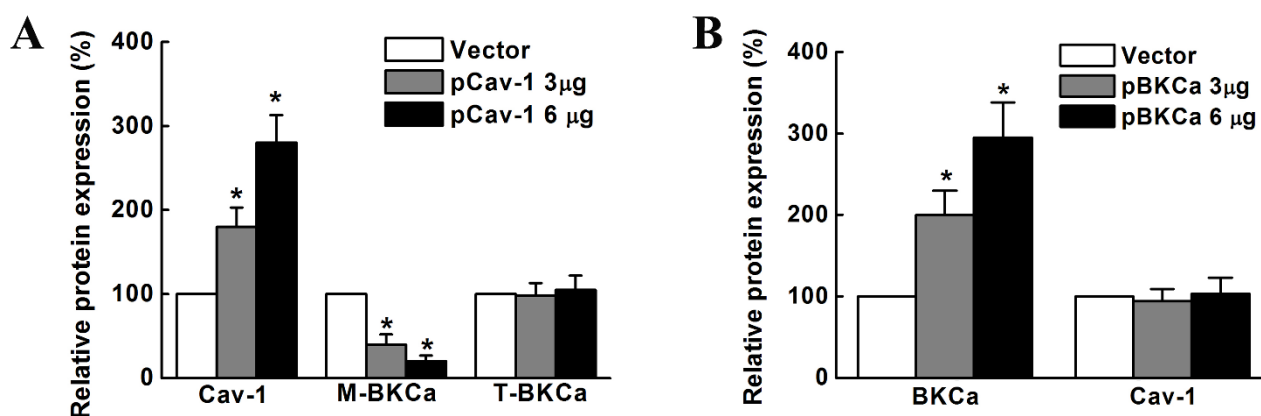 A
Relative protein expression (%)
400
300
200
100
0
Vector
pCav-1 3μg
pCav-1 6 μg
*
*
*
*
Cav-1 M-BKCa T-BKCa
B
Relative protein expression (%)
400
300
200
100
0
Vector
pBKCa 3μg
pBKCa 6 μg
*
*
BKCa Cav-1